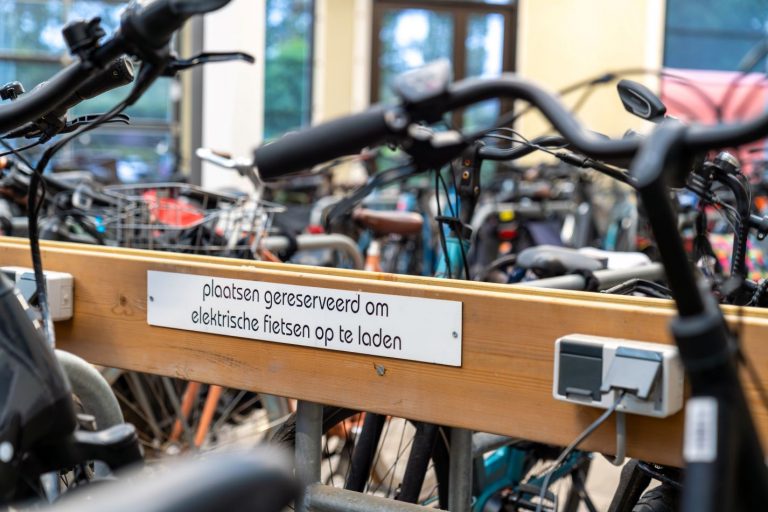 plaatsen gereserveerd om
elektrische fietsen op te laden